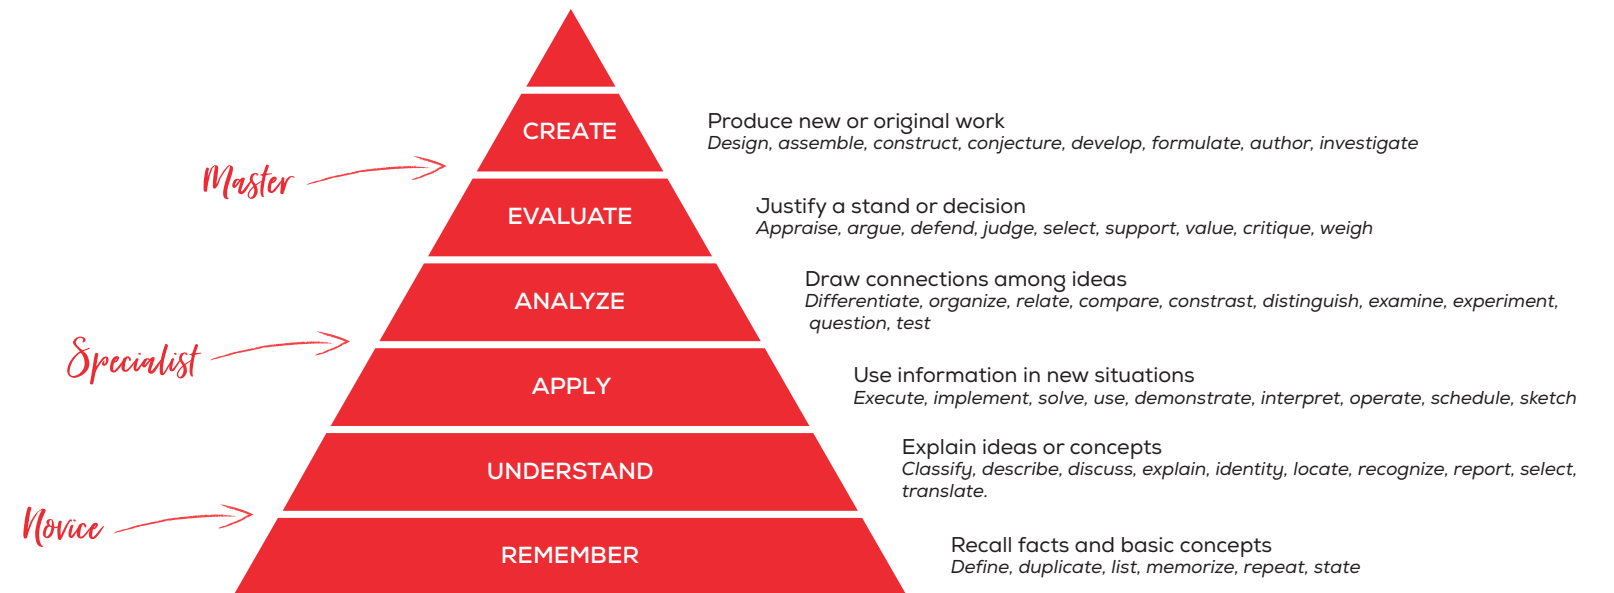 CREATE
Produce new or original work
Design, assemble, construct, conjecture, develop, formulate, author, investigate
Master
EVALUATE
Justify a stand or decision
Appraise, argue, defend, judge, select, support, value, critique, weigh
ANALYZE
Draw connections among ideas
Differentiate, organize, relate, compare, constrast, distinguish, examine, experiment,
question, test
Specialist
APPLY
Use information in new situations
Execute, implement, solve, use, demonstrate, interpret, operate, schedule, sketch
UNDERSTAND
Explain ideas or concepts
Classify, describe, discuss, explain, identity, locate, recognize, report, select,
translate.
Novice
REMEMBER
Recall facts and basic concepts
Define, duplicate, list, memorize, repeat, state